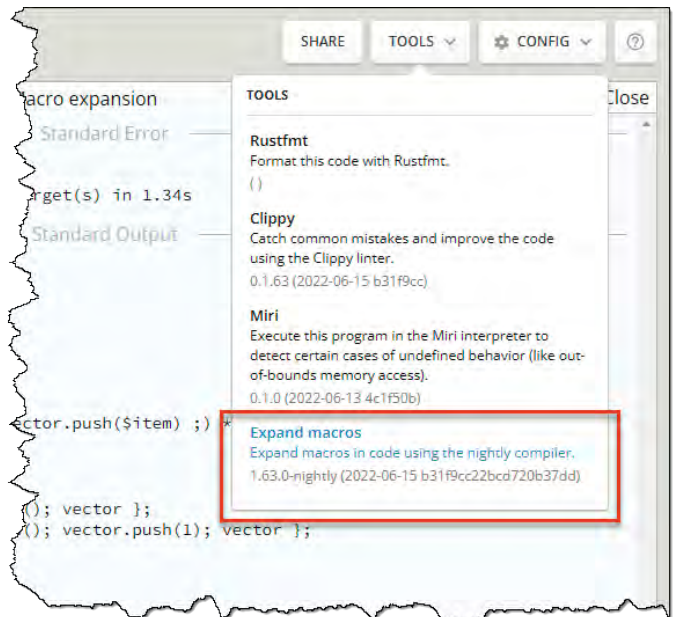 SHARE TOOLS CONFIG ?
acro expansion
Close
Standard Error
rget(s) in 1.34s
Standard Output
ector.push($item) ;) *
(); vector };
(); vector.push(1); vector };
TOOLS
Rustfmt
Format this code with Rustfmt.
( )
Clippy
Catch common mistakes and improve the code
using the Clippy linter.
0.1.63 (2022-06-15 b31f9cc)
Miri
Execute this program in the Miri interpreter to
detect certain cases of undefined behavior (like out-
of-bounds memory access).
0.1.0 (2022-06-13 4c1f50b)
Expand macros
Expand macros in code using the nightly compiler.
1.63.0-nightly (2022-06-15 b31f9cc22bcd720b37dd)